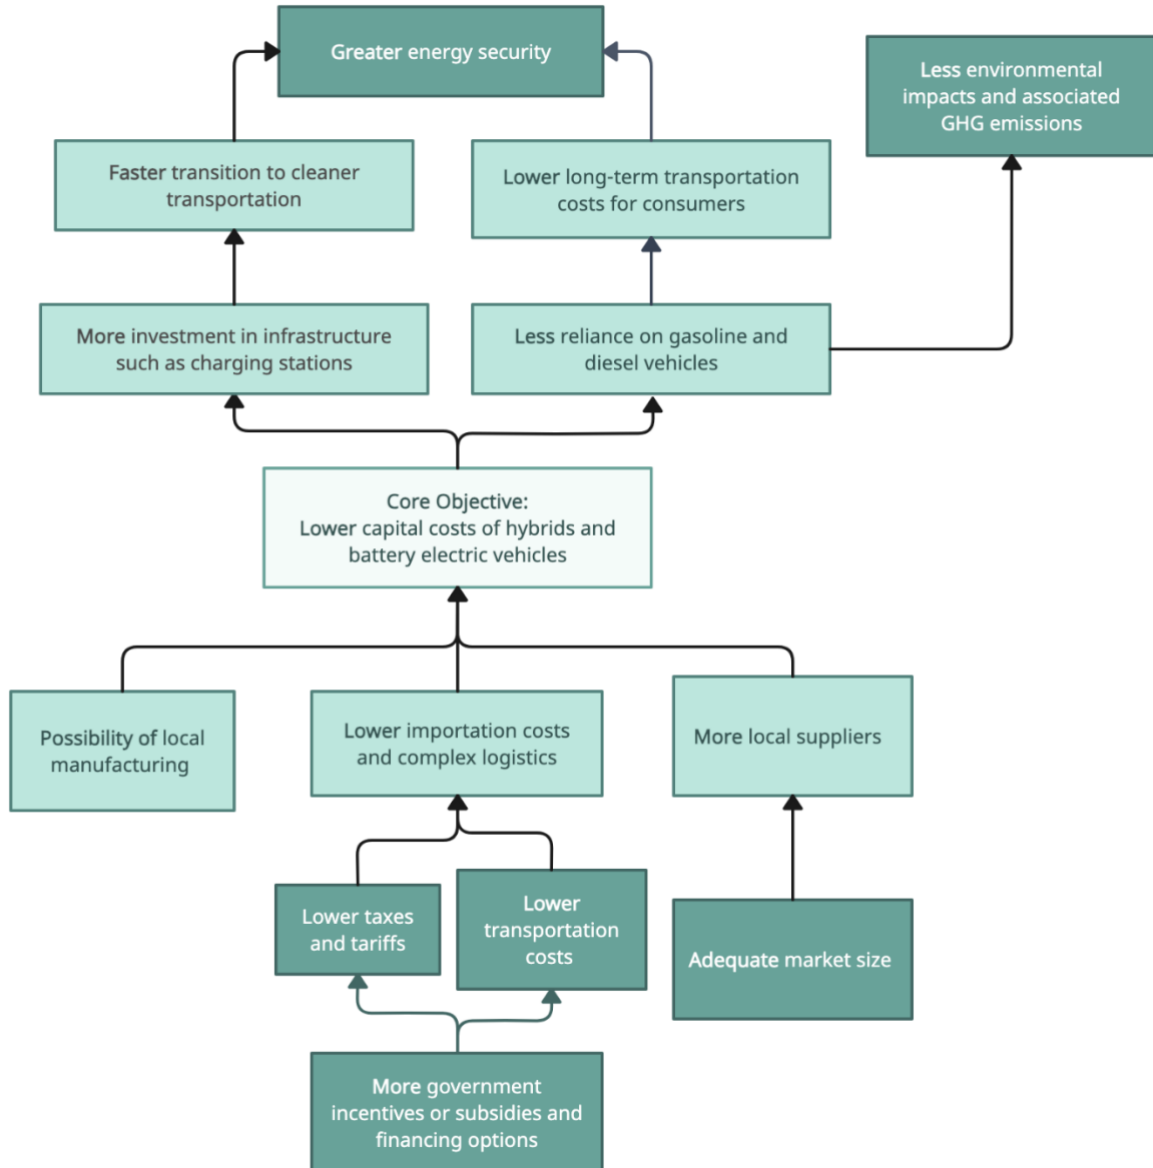 Greater energy security
Less environmental
impacts and associated
GHG emissions
Faster transition to cleaner
transportation
Lower long-term transportation
costs for consumers
More investment in infrastructure
such as charging stations
Less reliance on gasoline and
diesel vehicles
Core Objective:
Lower capital costs of hybrids and
battery electric vehicles
Possibility of local
manufacturing
Lower importation costs
and complex logistics
More local suppliers
Lower taxes
and tariffs
Lower
transportation
costs
Adequate market size
More government
incentives or subsidies and
financing options